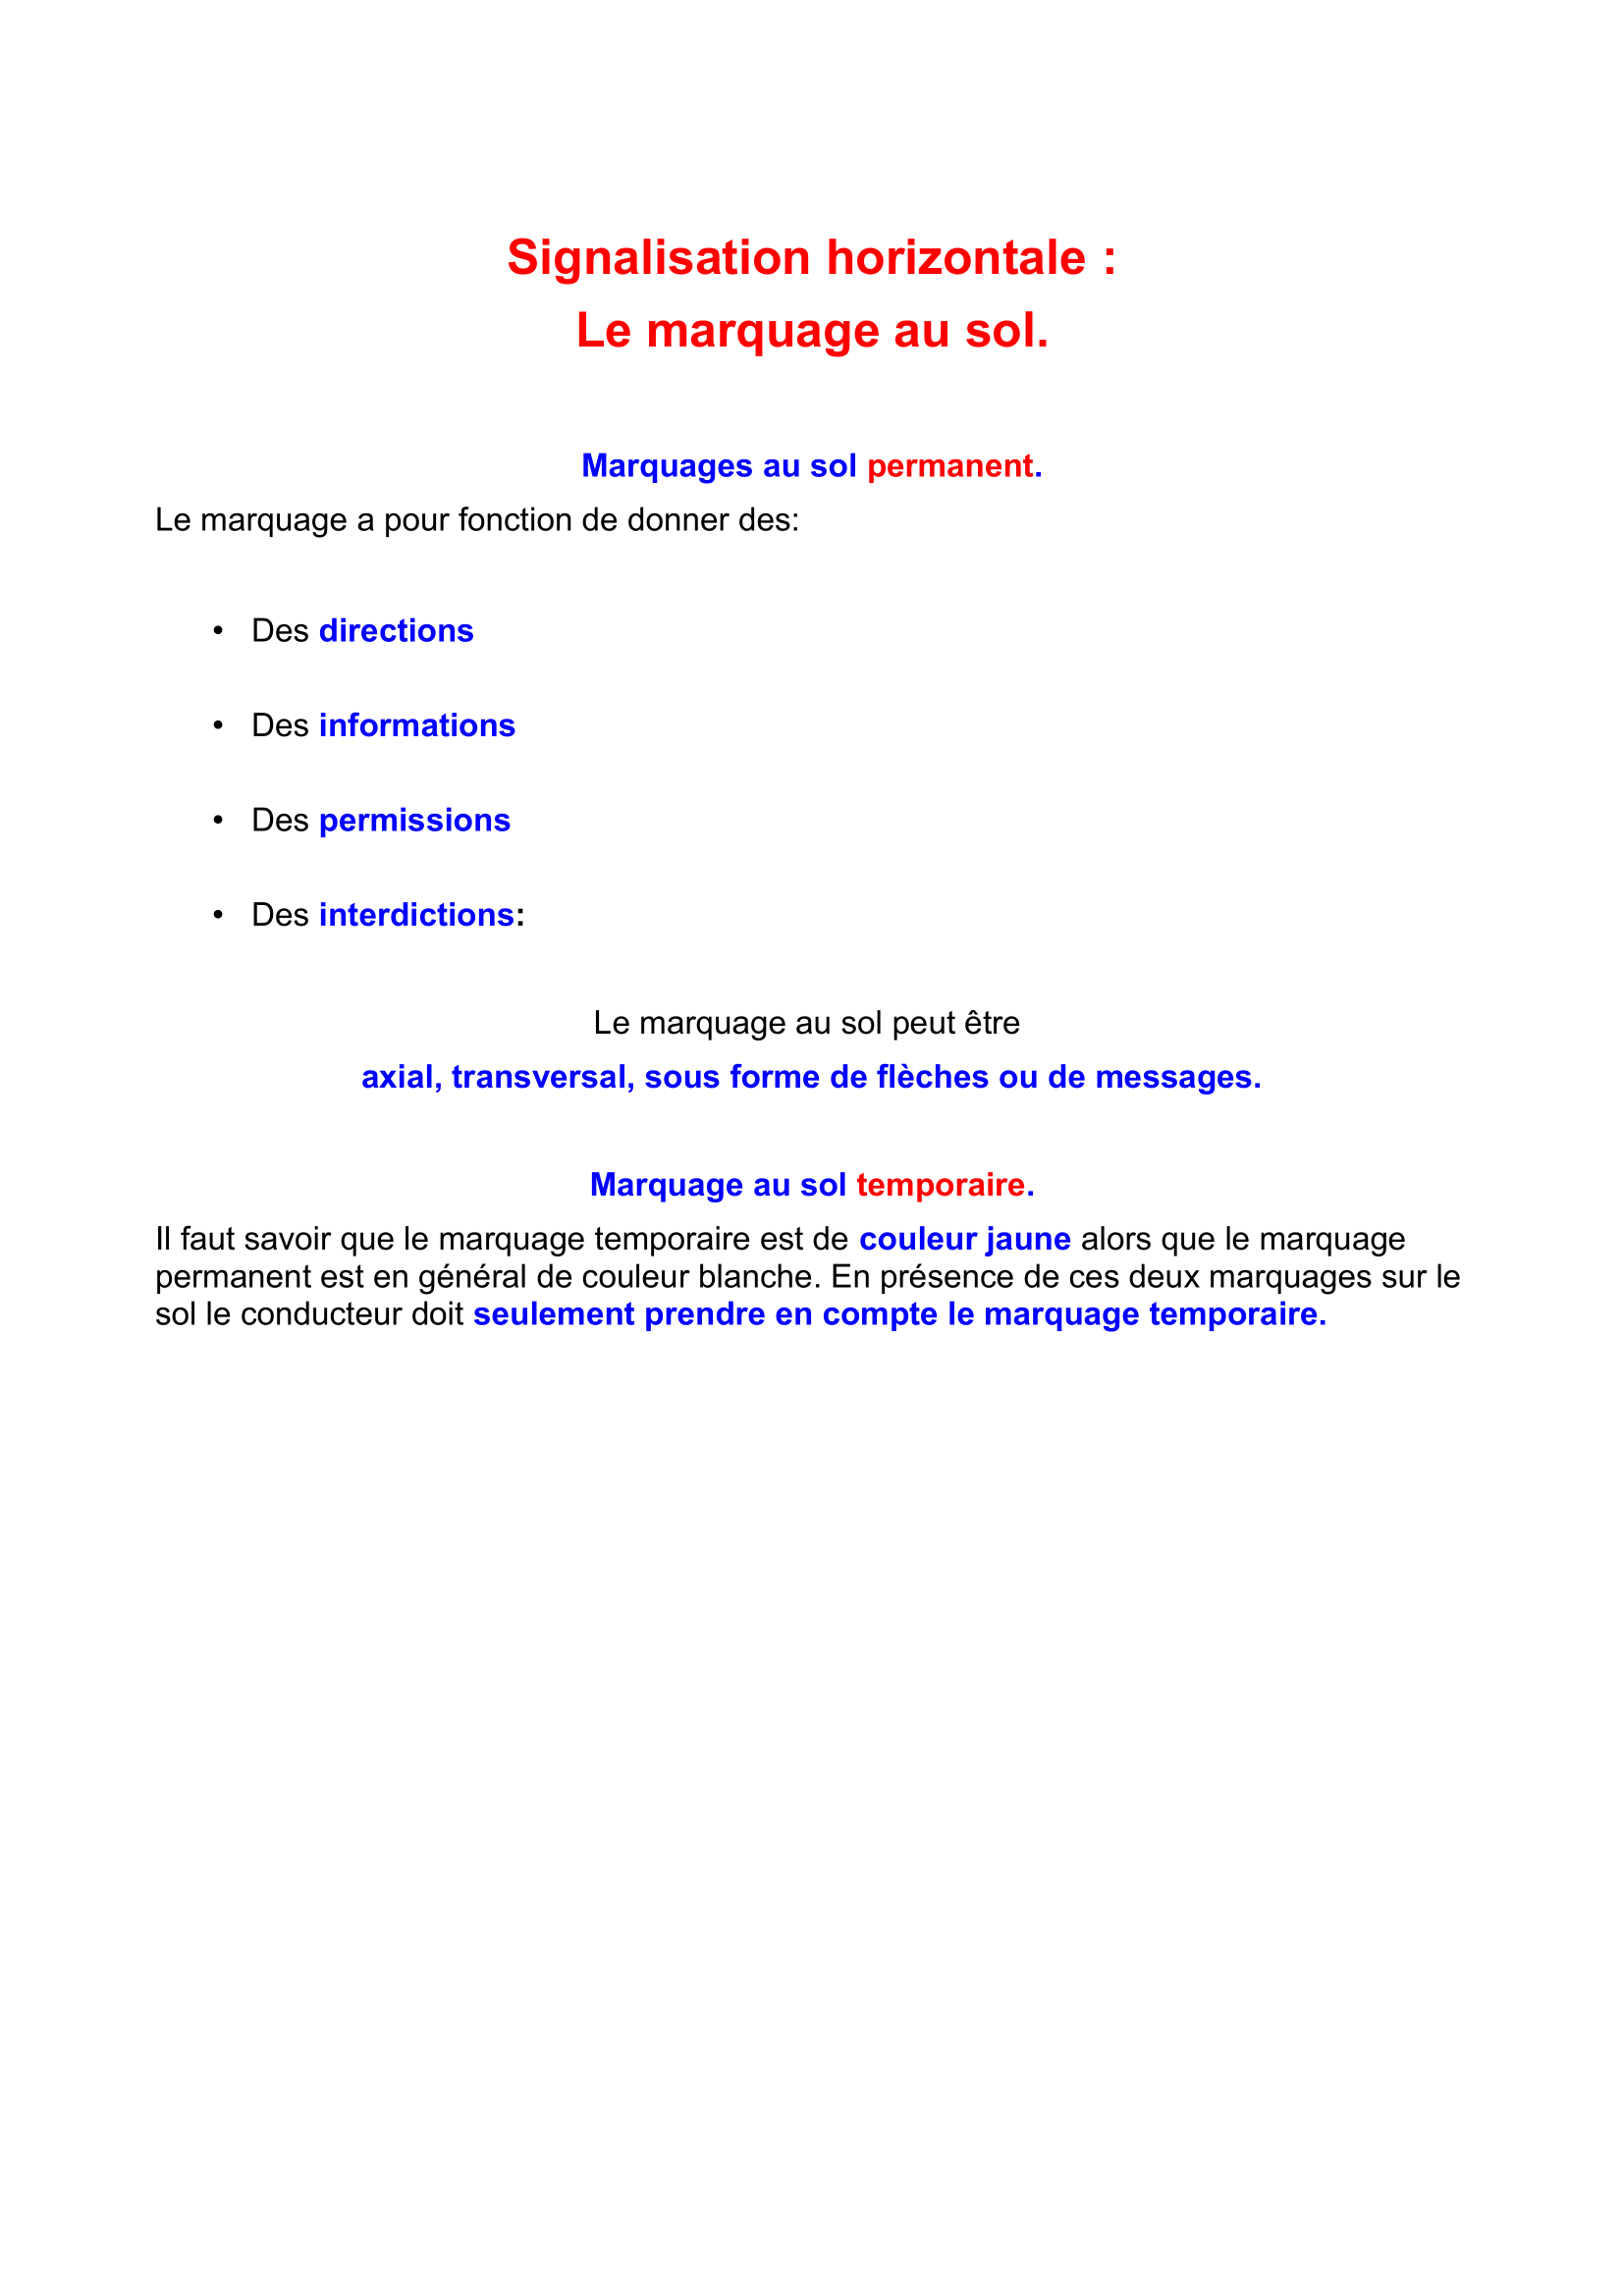 Signalisation horizontale :
Le marquage au sol.
Marquages au sol permanent.
Le marquage a pour fonction de donner des:
• Des directions
• Des informations
• Des permissions
• Des interdictions:
Le marquage au sol peut être
axial, transversal, sous forme de flèches ou de messages.
Marquage au sol temporaire.
Il faut savoir que le marquage temporaire est de couleur jaune alors que le marquage
permanent est en général de couleur blanche. En présence de ces deux marquages sur le
sol le conducteur doit seulement prendre en compte le marquage temporaire.